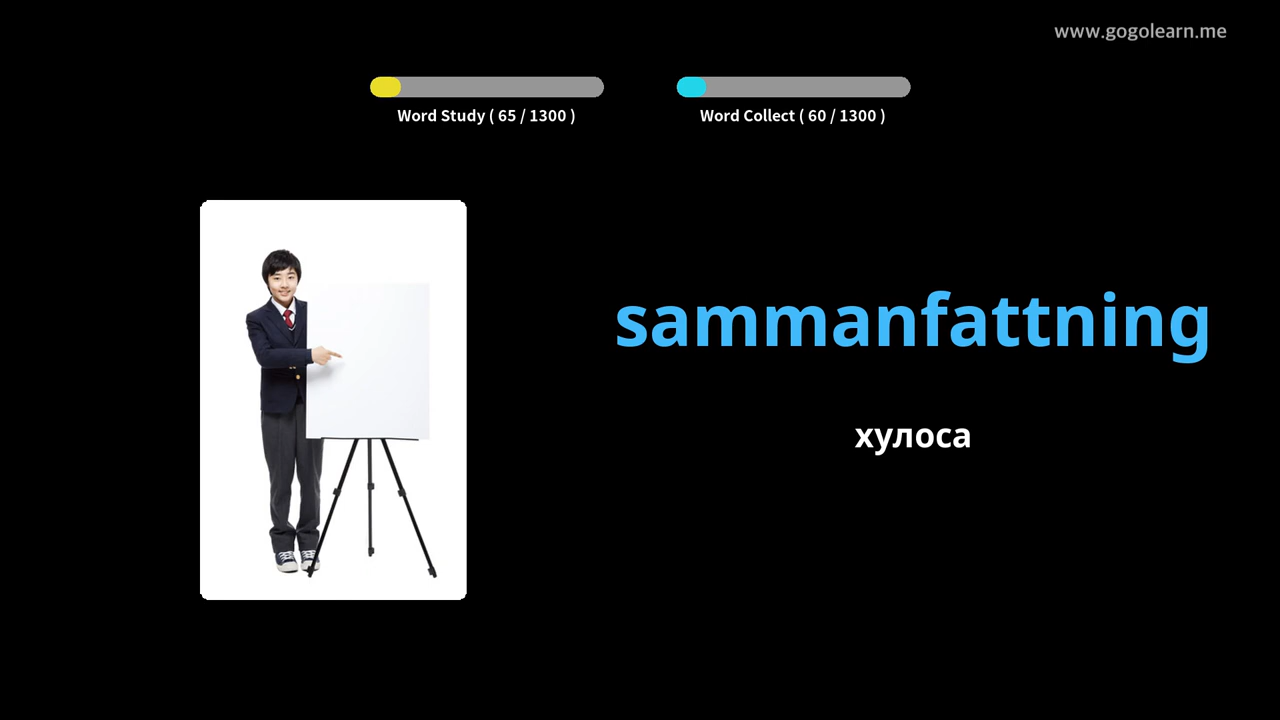 www.gogolearn.me
Word Study ( 65 / 1300 )
Word Collect ( 60 / 1300 )
sammanfattning
хулоса